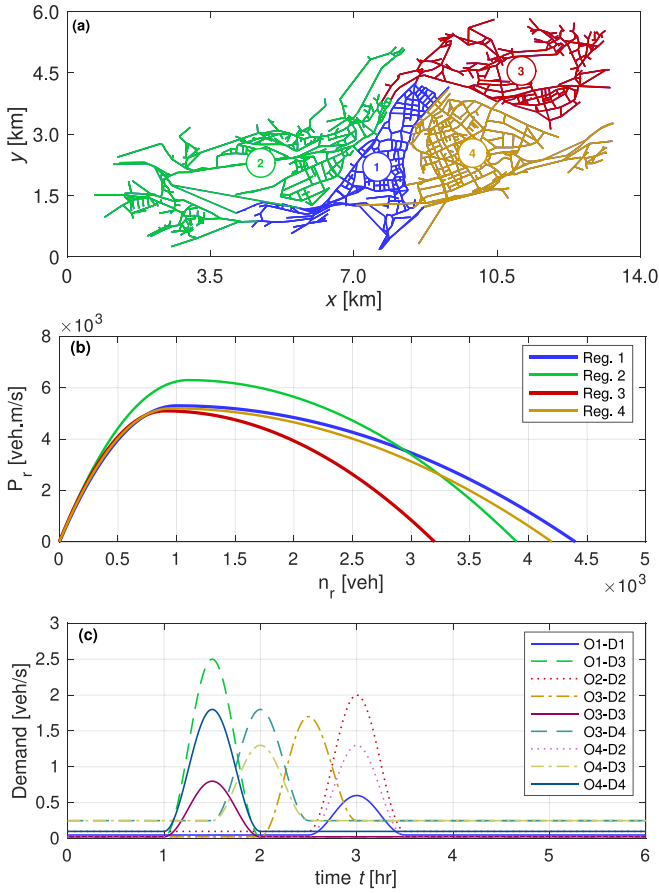 (a)
6.0
4.5
3.0
1.5
0
y [km]
1
2
3
4
0 3.5 7.0 10.5 14.0
x [km]
×10³
(b)
8
6
4
2
0
P_r [veh.m/s]
Reg. 1
Reg. 2
Reg. 3
Reg. 4
0 0.5 1 1.5 2 2.5 3 3.5 4 4.5 5
n_r [veh]
×10³
(c)
3
2.5
2
1.5
1
0.5
0
Demand [veh/s]
O1-D1
O1-D3
O2-D2
O3-D2
O3-D3
O3-D4
O4-D2
O4-D3
O4-D4
0 1 2 3 4 5 6
time t [hr]